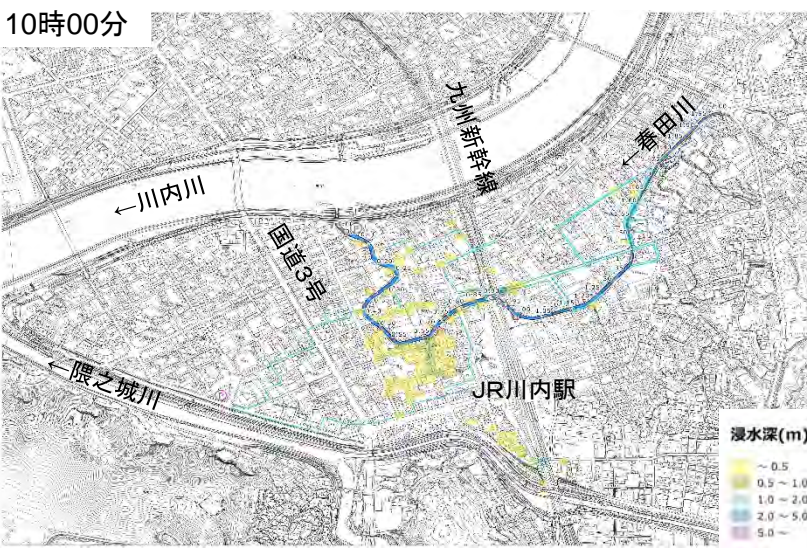 10時00分
九州新幹線
←春田川
←川内川
国道3号
←隈之城川
JR川内駅
浸水深(m)
～0.5
0.5～1.0
1.0～2.0
2.0～5.0
5.0～